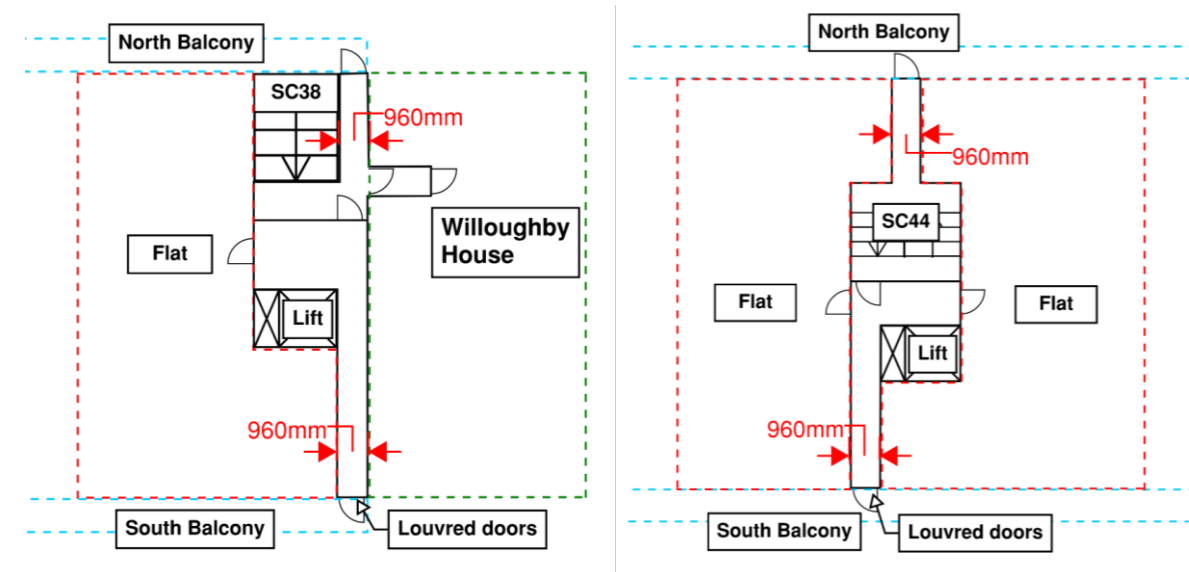 North Balcony
SC38
960mm
Willoughby
House
Flat
Lift
960mm
South Balcony
Louvred doors
North Balcony
960mm
SC44
Flat
Flat
Lift
960mm
South Balcony
Louvred doors